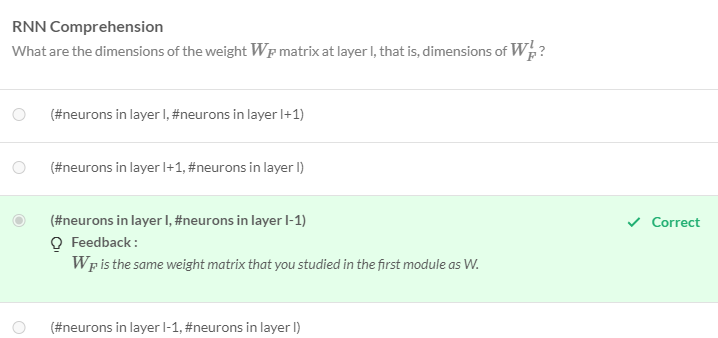 RNN Comprehension
What are the dimensions of the weight W_F matrix at layer l, that is, dimensions of W_F^l ?
(#neurons in layer l, #neurons in layer l+1)
(#neurons in layer l+1, #neurons in layer l)
(#neurons in layer l, #neurons in layer l-1)
Correct
Feedback :
W_F is the same weight matrix that you studied in the first module as W.
(#neurons in layer l-1, #neurons in layer l)